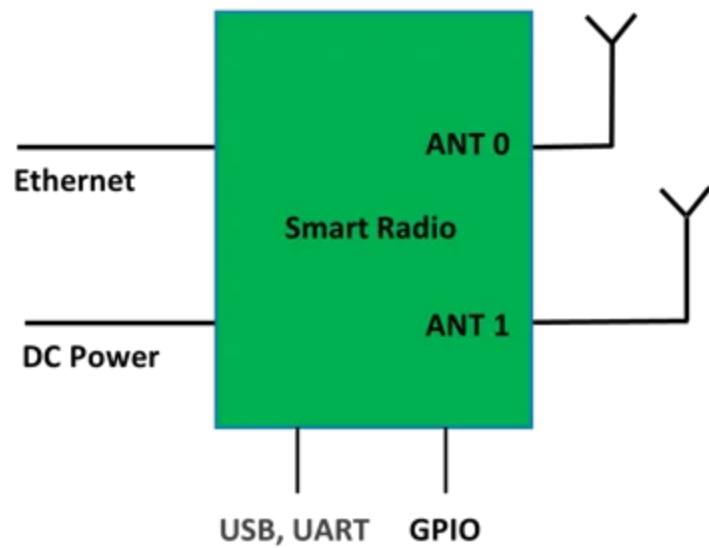 ANT 0
Ethernet
Smart Radio
ANT 1
DC Power
USB, UART GPIO